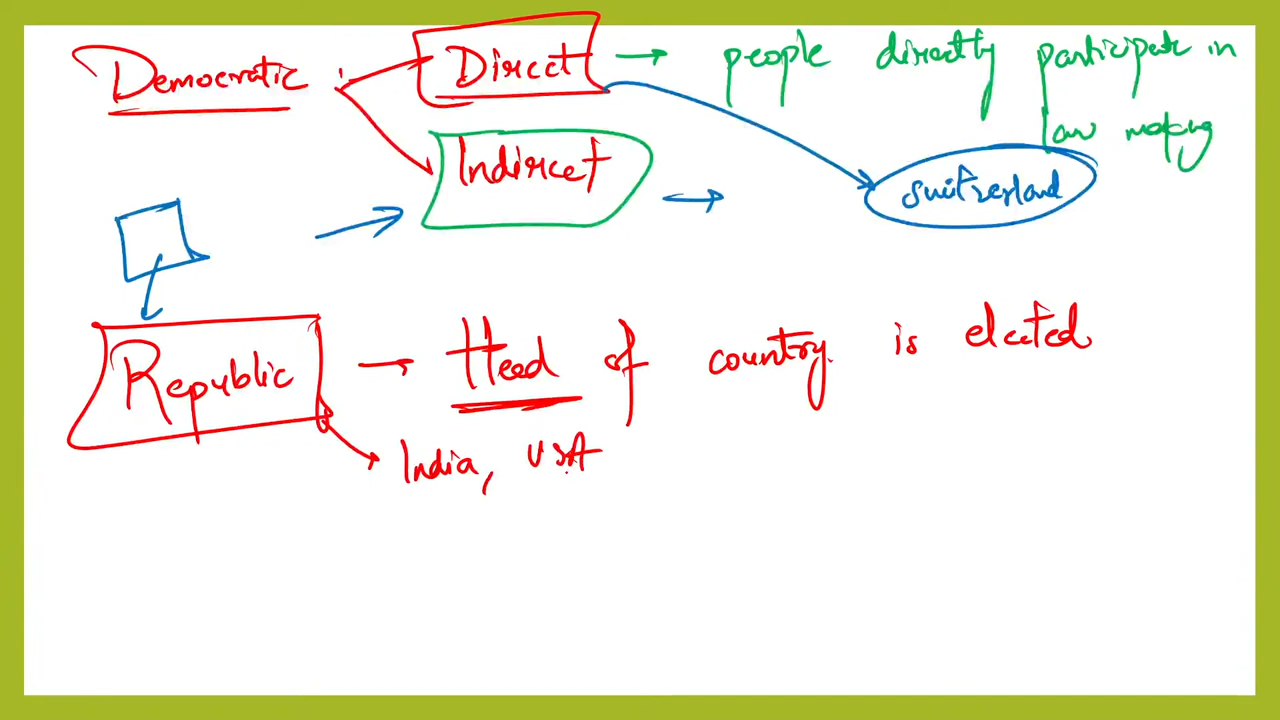 Democratic Direct → people directly participate in
law making
Indirect →
Switzerland
Republic → Head of country is elected
India, USA